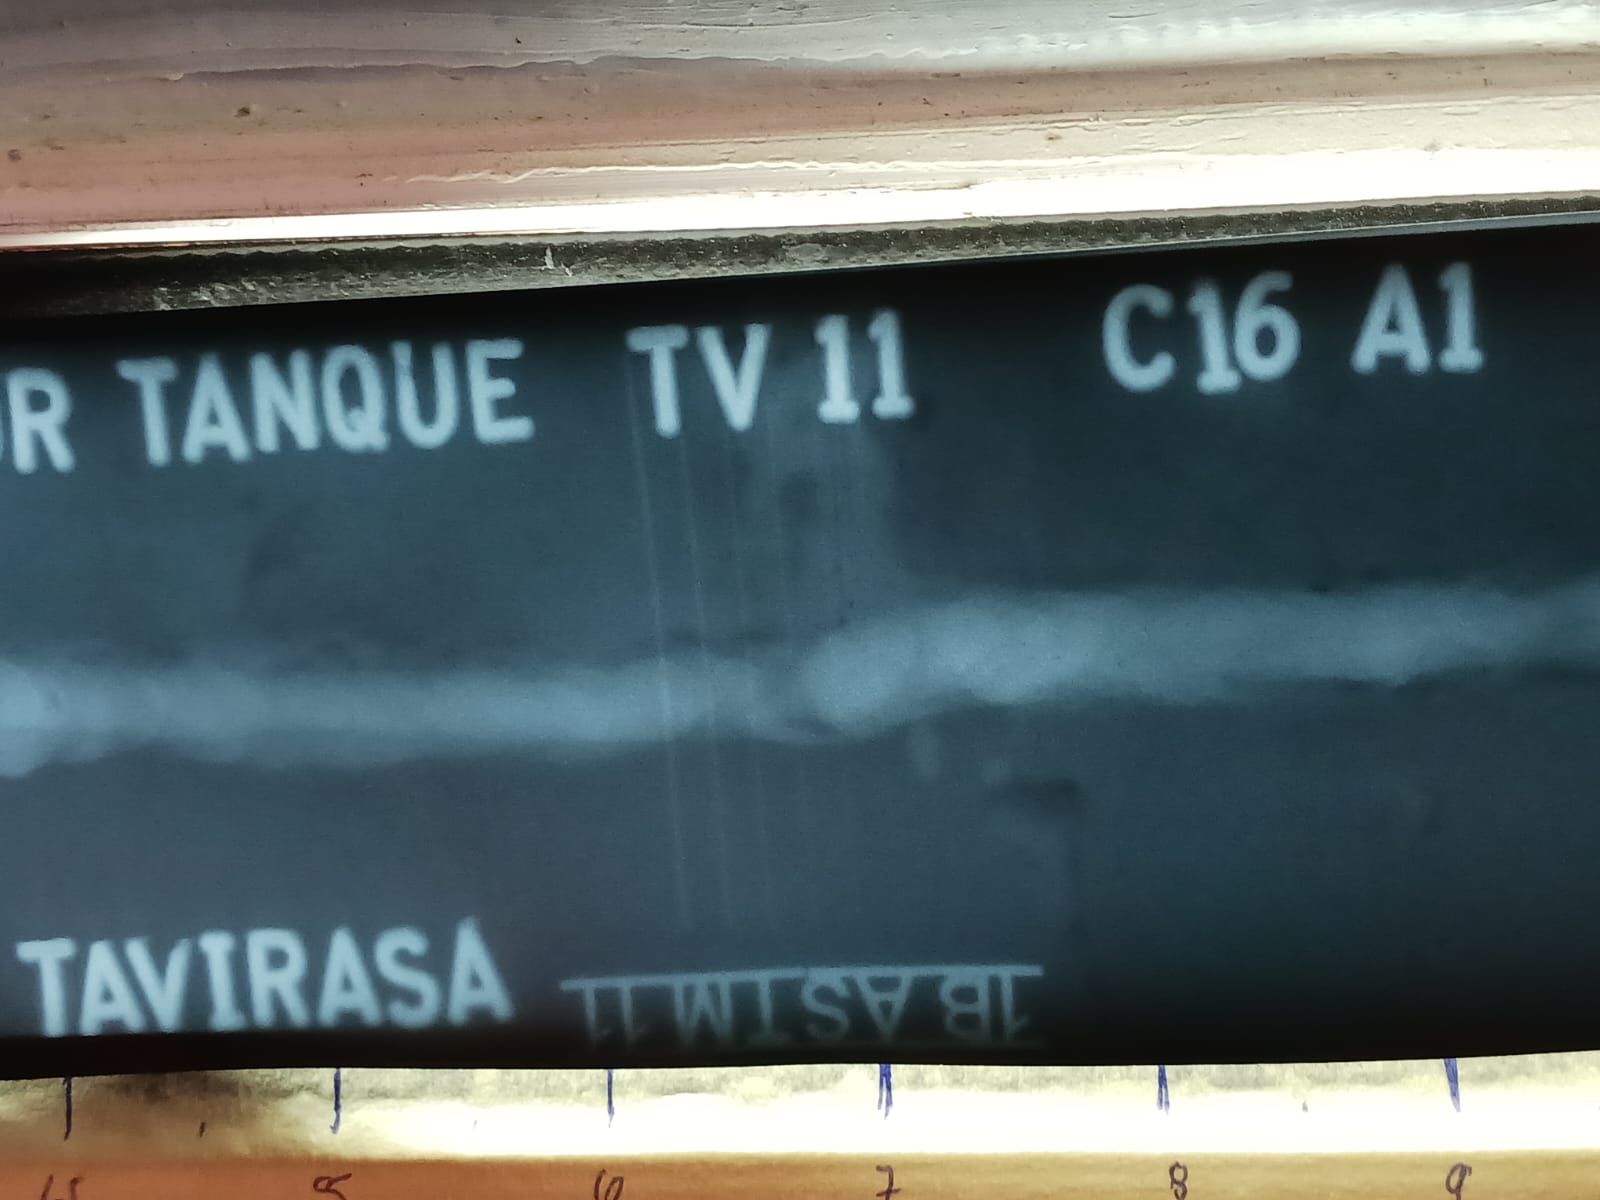 R TANQUE TV 11 C16 A1
TAVIRASA 1B ASTM 11
5 6 7 8 9